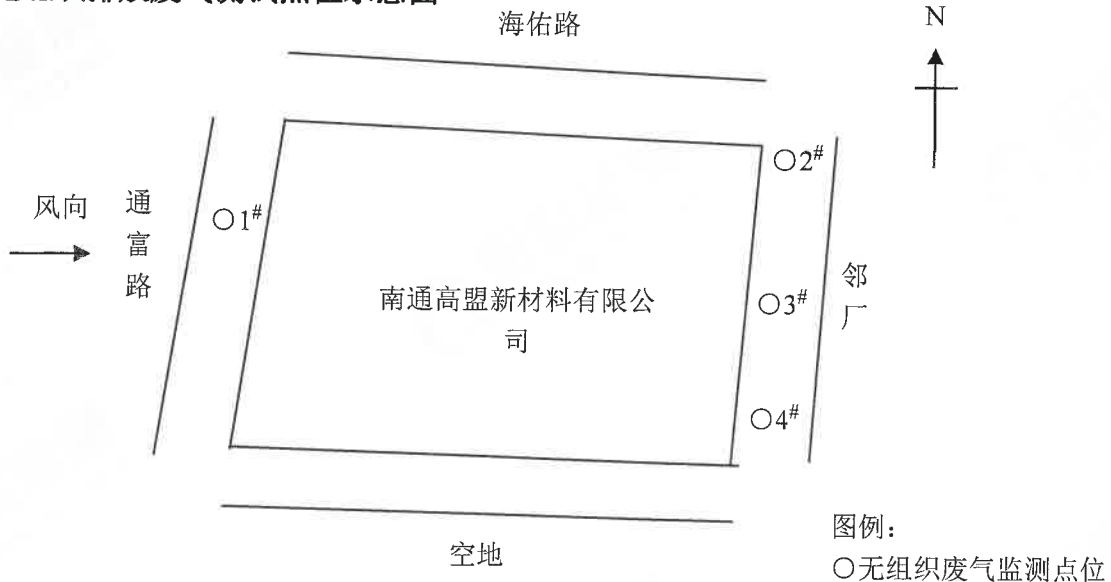 海佑路
N
2#
风向
通富路
1#
邻厂
南通高盟新材料有限公
司
3#
4#
图例：
空地
○无组织废气监测点位